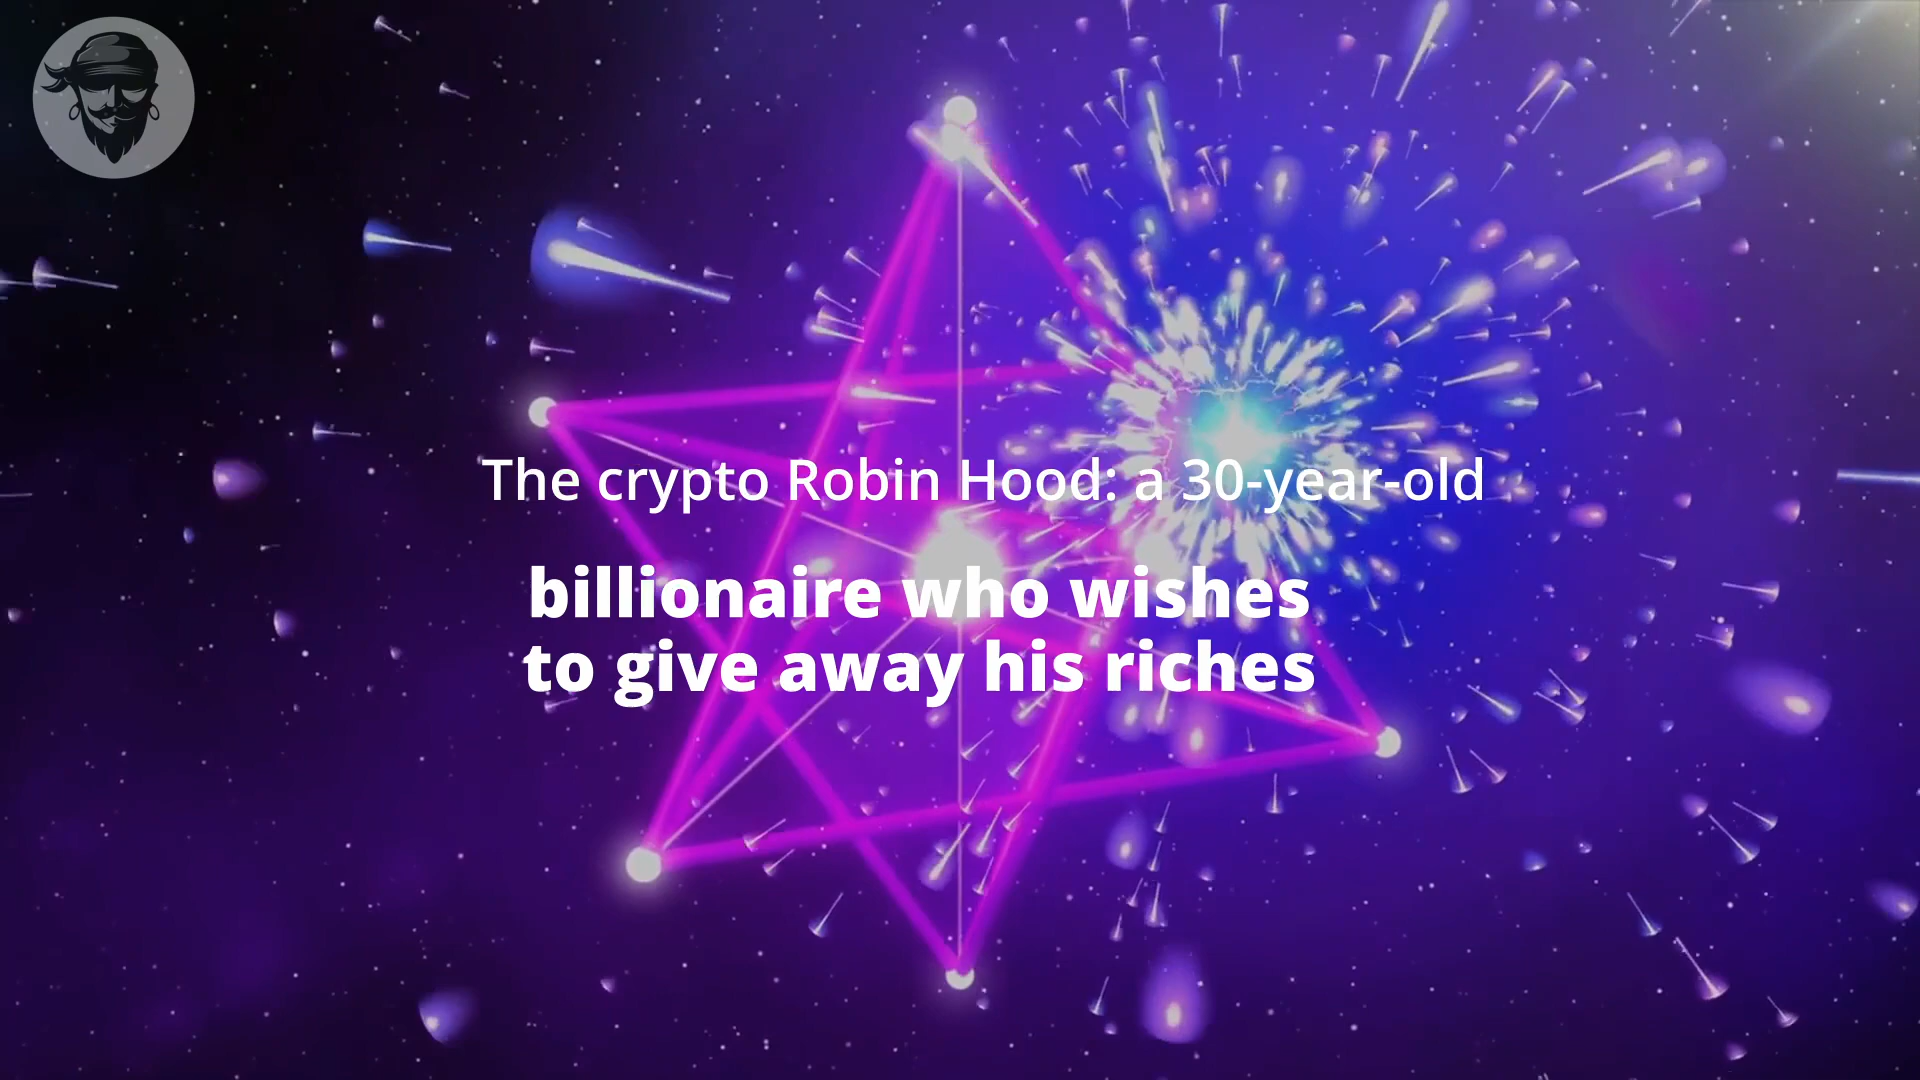 The crypto Robin Hood: a 30-year-old
billionaire who wishes
to give away his riches